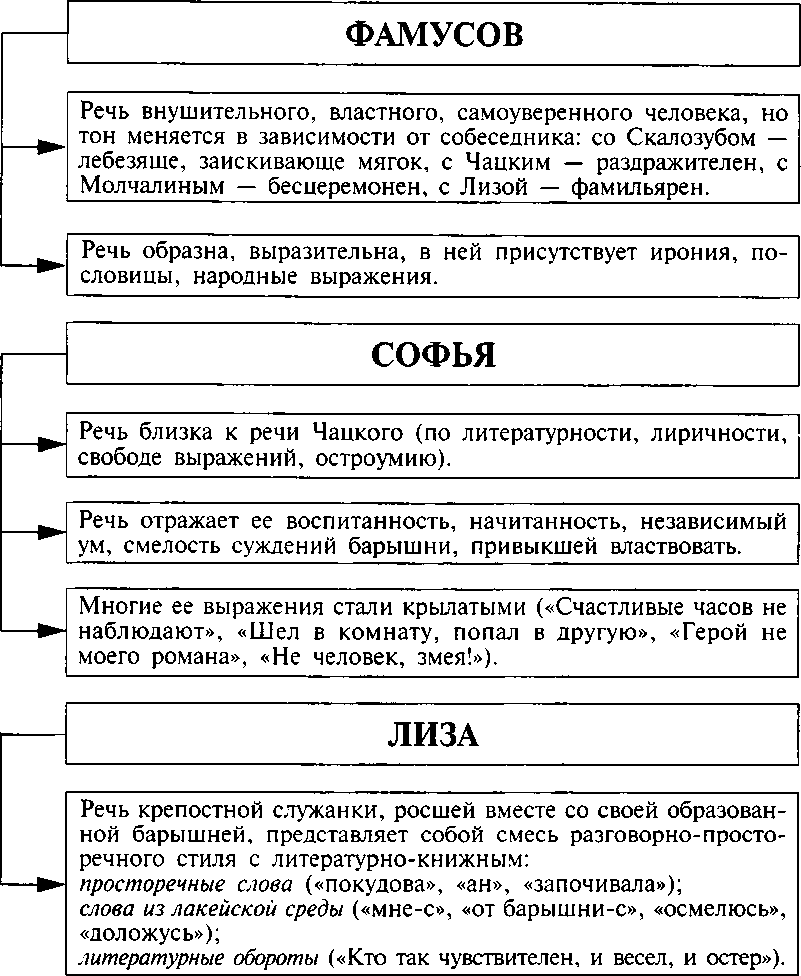 ФАМУСОВ
Речь внушительного, властного, самоуверенного человека, но
тон меняется в зависимости от собеседника: со Скалозубом —
лебезяще, заискивающе мягок, с Чацким — раздражителен, с
Молчалиным — бесцеремонен, с Лизой — фамильярен.
Речь образна, выразительна, в ней присутствует ирония, по-
словицы, народные выражения.
СОФЬЯ
Речь близка к речи Чацкого (по литературности, лиричности,
свободе выражений, остроумию).
Речь отражает ее воспитанность, начитанность, независимый
ум, смелость суждений барышни, привыкшей властвовать.
Многие ее выражения стали крылатыми («Счастливые часов не
наблюдают», «Шел в комнату, попал в другую», «Герой не
моего романа», «Не человек, змея!»).
ЛИЗА
Речь крепостной служанки, росшей вместе со своей образован-
ной барышней, представляет собой смесь разговорно-просто-
речного стиля с литературно-книжным:
просторечные слова («покудова», «ан», «започивала»);
слова из лакейской среды («мне-с», «от барышни-с», «осмелюсь»,
«доложусь»);
литературные обороты («Кто так чувствителен, и весел, и остер»).